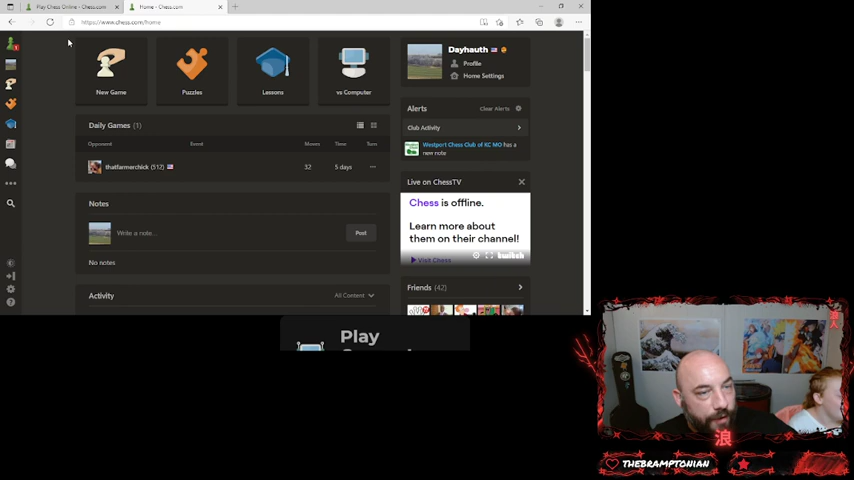 Play Chess Online - Chess.com
Home - Chess.com
https://www.chess.com/home
New Game
Puzzles
Lessons
vs Computer
Dayhauth
Profile
Home Settings
Alerts
Clear Alerts
Club Activity
Westport Chess Club of KC MO has a
new note
Daily Games (1)
Opponent
Event
Moves
Time
Turn
thatfarmerchick (512)
32
5 days
Notes
Write a note...
Post
No notes
Live on ChessTV
Chess is offline.
Learn more about
them on their channel!
Visit Chess
twitch
Activity
All Content
Friends (42)
Play
浪人
浪
THEBRAMPTONIAN